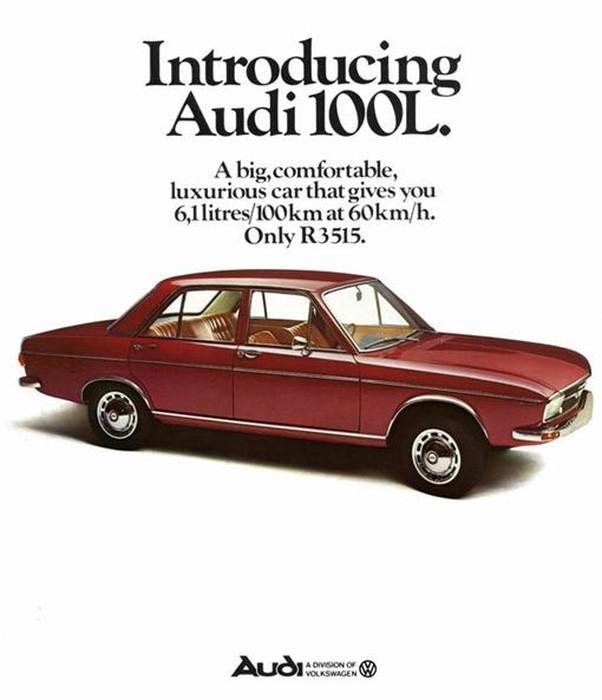 Introducing
Audi 100L.
A big, comfortable,
luxurious car that gives you
6,1 litres/100 km at 60 km/h.
Only R3515.
Audi A DIVISION OF
VOLKSWAGEN